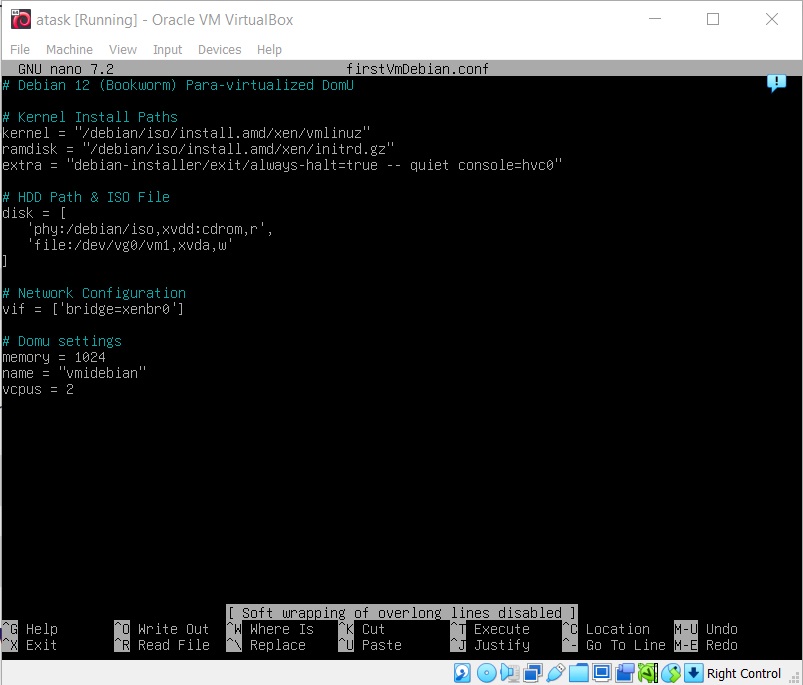 atask [Running] - Oracle VM VirtualBox
File Machine View Input Devices Help
GNU nano 7.2 firstVmDebian.conf
# Debian 12 (Bookworm) Para-virtualized DomU
# Kernel Install Paths
kernel = "/debian/iso/install.amd/xen/vmlinuz"
ramdisk = "/debian/iso/install.amd/xen/initrd.gz"
extra = "debian-installer/exit/always-halt=true -- quiet console=hvc0"
# HDD Path & ISO File
disk = [
'phy:/debian/iso,xvdd:cdrom,r',
'file:/dev/vg0/vm1,xvda,w'
]
# Network Configuration
vif = ['bridge=xenbr0']
# Domu settings
memory = 1024
name = "vmidebian"
vcpus = 2
[ Soft wrapping of overlong lines disabled ]
^G Help ^O Write Out ^W Where Is ^K Cut ^T Execute ^C Location M-U Undo
^X Exit ^R Read File ^\ Replace ^U Paste ^J Justify ^- Go To Line M-E Redo
Right Control